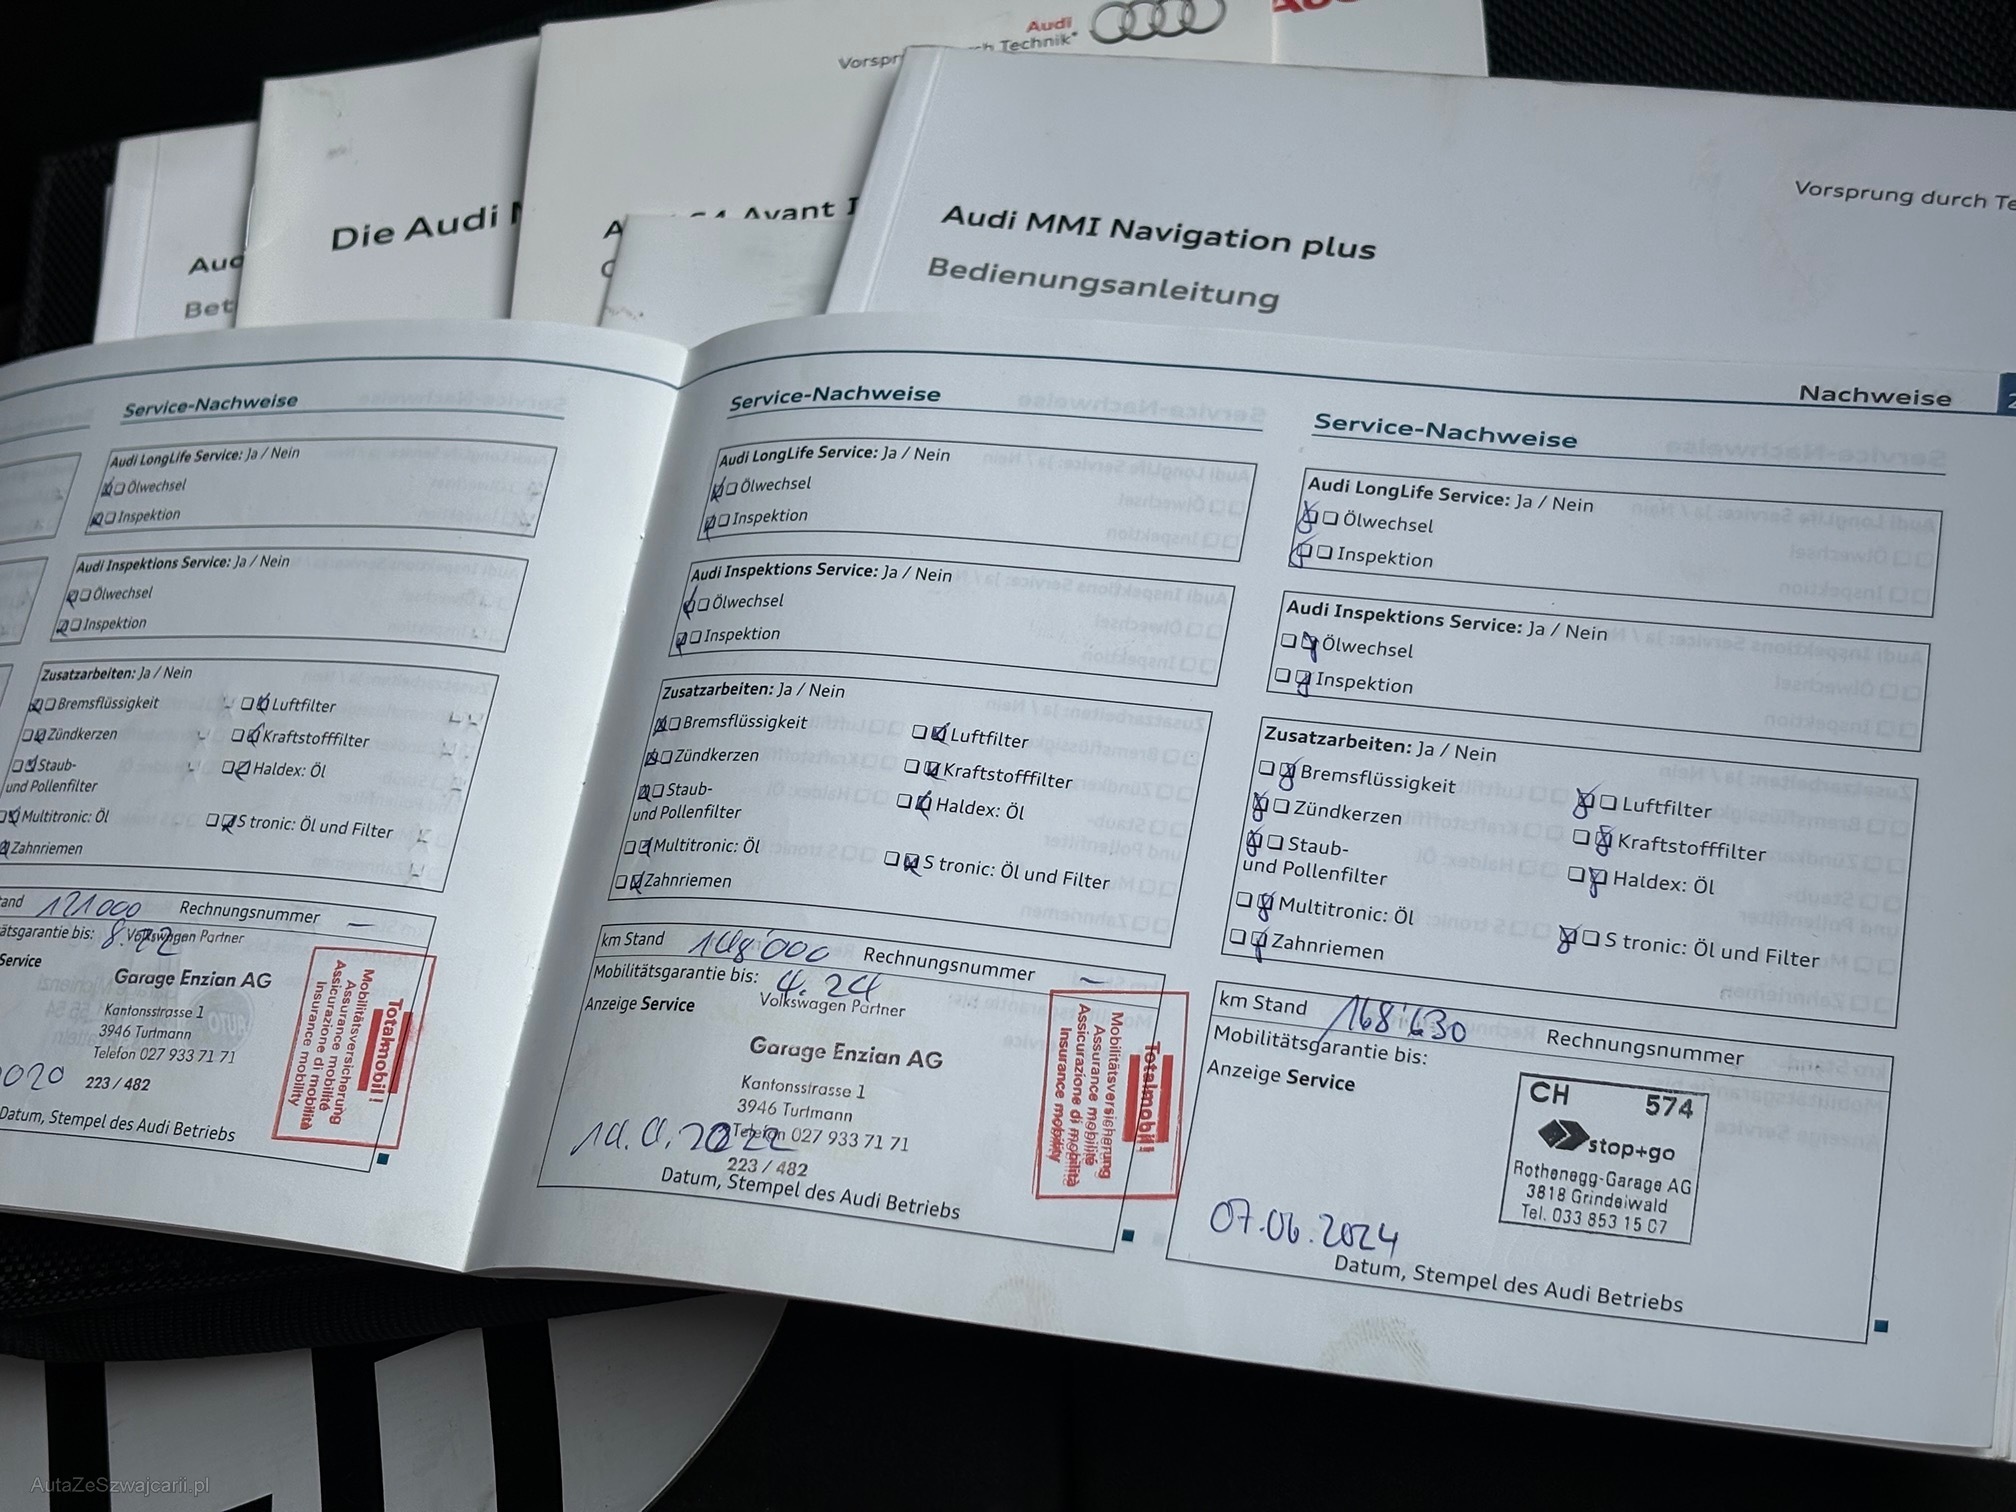 Audi
Vorsprung durch Technik
Die Audi
Avant
Audi MMI Navigation plus
Bedienungsanleitung
Vorsprung durch Te
Nachweise
Service-Nachweise
Audi LongLife Service: Ja / Nein
Ölwechsel
Inspektion
Audi Inspektions Service: Ja / Nein
Ölwechsel
Inspektion
Zusatzarbeiten: Ja / Nein
Bremsflüssigkeit
Luftfilter
Zündkerzen
Kraftstofffilter
Staub-
und Pollenfilter
Haldex: Öl
Multitronic: Öl
S tronic: Öl und Filter
Zahnriemen
tand 121000 Rechnungsnummer –
ätsgarantie bis: 8.22
Volkswagen Partner
Service
Garage Enzian AG
Kantonsstrasse 1
3946 Turtmann
Telefon 027 933 71 71
223 / 482
020
Datum, Stempel des Audi Betriebs
Totalmobil!
Mobilitätsversicherung
Assurance mobilité
Assicurazione di mobilità
Insurance mobility
Service-Nachweise
Audi LongLife Service: Ja / Nein
Ölwechsel
Inspektion
Audi Inspektions Service: Ja / Nein
Ölwechsel
Inspektion
Zusatzarbeiten: Ja / Nein
Bremsflüssigkeit
Luftfilter
Zündkerzen
Kraftstofffilter
Staub-
und Pollenfilter
Haldex: Öl
Multitronic: Öl
S tronic: Öl und Filter
Zahnriemen
km Stand 148'000 Rechnungsnummer –
Mobilitätsgarantie bis: 4.24
Anzeige Service
Volkswagen Partner
Garage Enzian AG
Kantonsstrasse 1
3946 Turtmann
Telefon 027 933 71 71
223 / 482
Datum, Stempel des Audi Betriebs
Totalmobil!
Mobilitätsversicherung
Assurance mobilité
Assicurazione di mobilità
Insurance mobility
Service-Nachweise
Audi LongLife Service: Ja / Nein
Ölwechsel
Inspektion
Audi Inspektions Service: Ja / Nein
Ölwechsel
Inspektion
Zusatzarbeiten: Ja / Nein
Bremsflüssigkeit
Luftfilter
Zündkerzen
Kraftstofffilter
Staub-
und Pollenfilter
Haldex: Öl
Multitronic: Öl
S tronic: Öl und Filter
Zahnriemen
km Stand 168'630 Rechnungsnummer
Mobilitätsgarantie bis:
Anzeige Service
CH 574
stop+go
Rothenegg-Garage AG
3818 Grindelwald
Tel. 033 853 15 07
07.06.2024
Datum, Stempel des Audi Betriebs
AutaZeSzwajcarii.pl